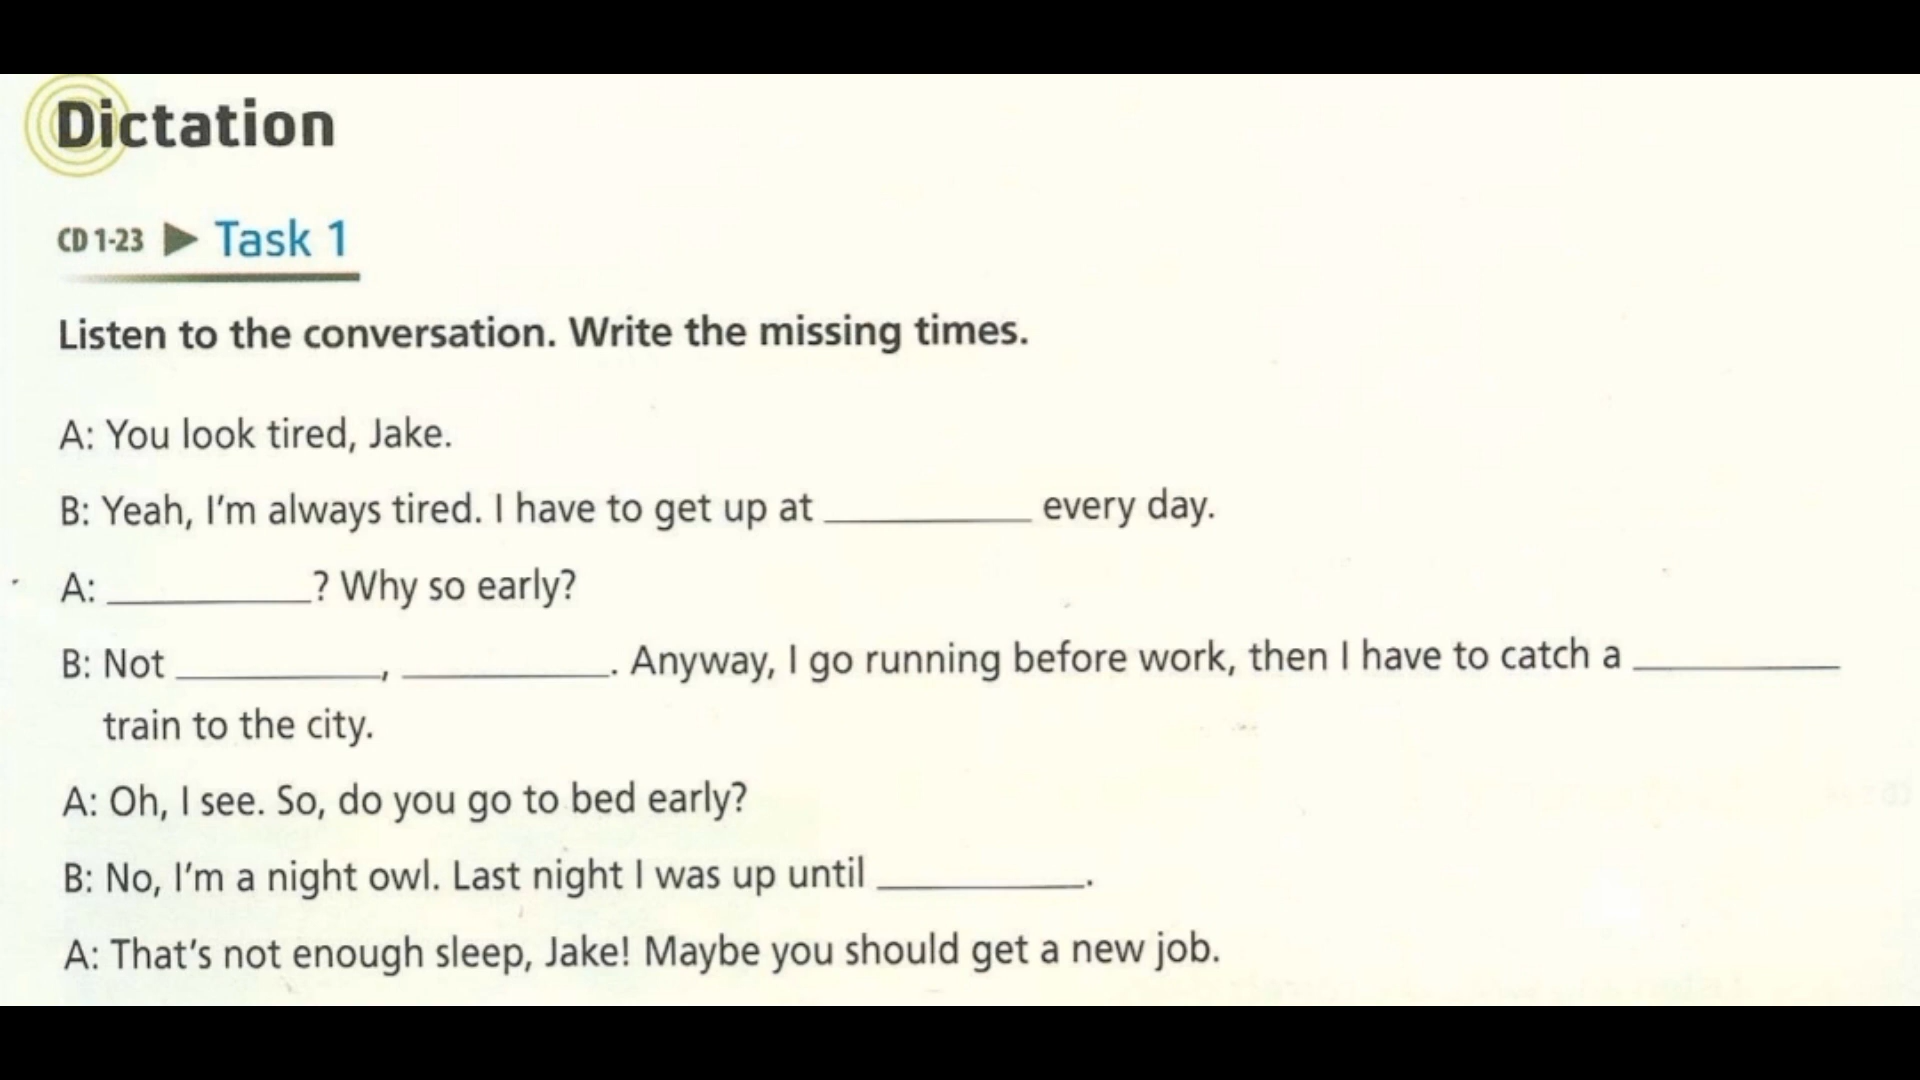 Dictation
CD 1-23 ▶ Task 1
Listen to the conversation. Write the missing times.
A: You look tired, Jake.
B: Yeah, I'm always tired. I have to get up at __________ every day.
A: __________? Why so early?
B: Not __________, __________. Anyway, I go running before work, then I have to catch a __________
train to the city.
A: Oh, I see. So, do you go to bed early?
B: No, I'm a night owl. Last night I was up until __________.
A: That's not enough sleep, Jake! Maybe you should get a new job.